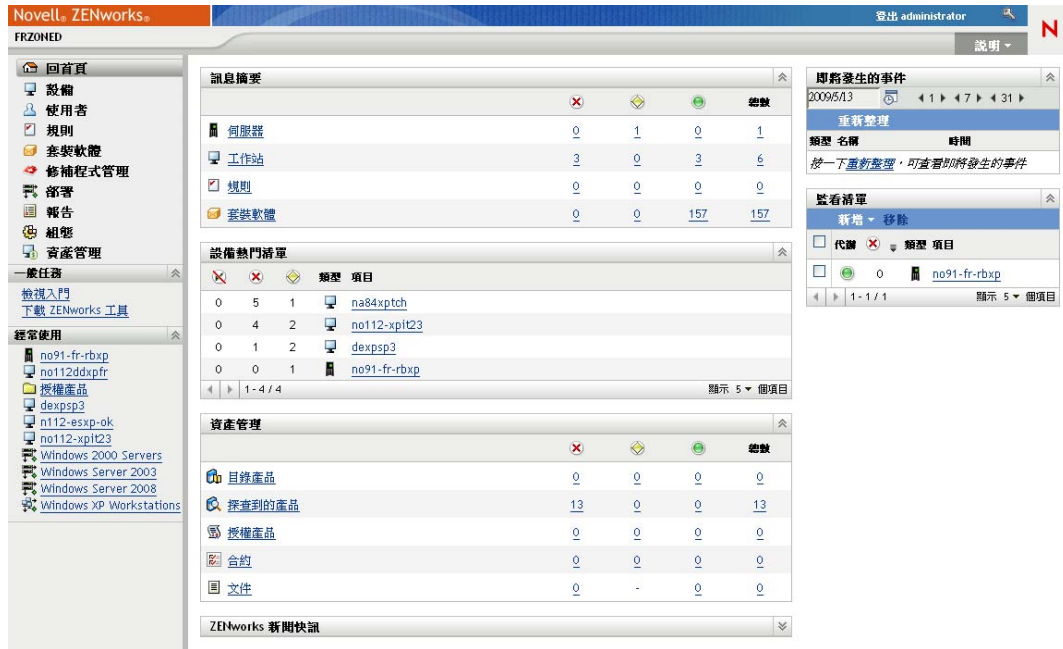 Novell® ZENworks®
登出 administrator
FRZONED
說明
N
回首頁
設備
使用者
規則
套裝軟體
修補程式管理
部署
報告
組態
資產管理
一般任務
檢視入門
下載 ZENworks 工具
經常使用
no91-fr-rbxp
no112ddxpfr
授權產品
dexpsp3
n112-esxp-ok
no112-xpit23
Windows 2000 Servers
Windows Server 2003
Windows Server 2008
Windows XP Workstations
訊息摘要
總數
伺服器 0 1 0 1
工作站 3 0 3 6
規則 0 0 0 0
套裝軟體 0 0 157 157
設備熱門清單
類型 項目
0 5 1 na84xptch
0 4 2 no112-xpit23
0 1 2 dexpsp3
0 0 1 no91-fr-rbxp
1 - 4 / 4 顯示 5 個項目
資產管理
總數
目錄產品 0 0 0 0
探查到的產品 13 0 0 13
授權產品 0 0 0 0
合約 0 0 0 0
文件 0 - 0 0
ZENworks 新聞快訊
即將發生的事件
2009/5/13 1 7 31
重新整理
類型 名稱 時間
按一下重新整理，可查看即將發生的事件
監看清單
新增 移除
代辦 類型 項目
0 no91-fr-rbxp
1 - 1 / 1 顯示 5 個項目